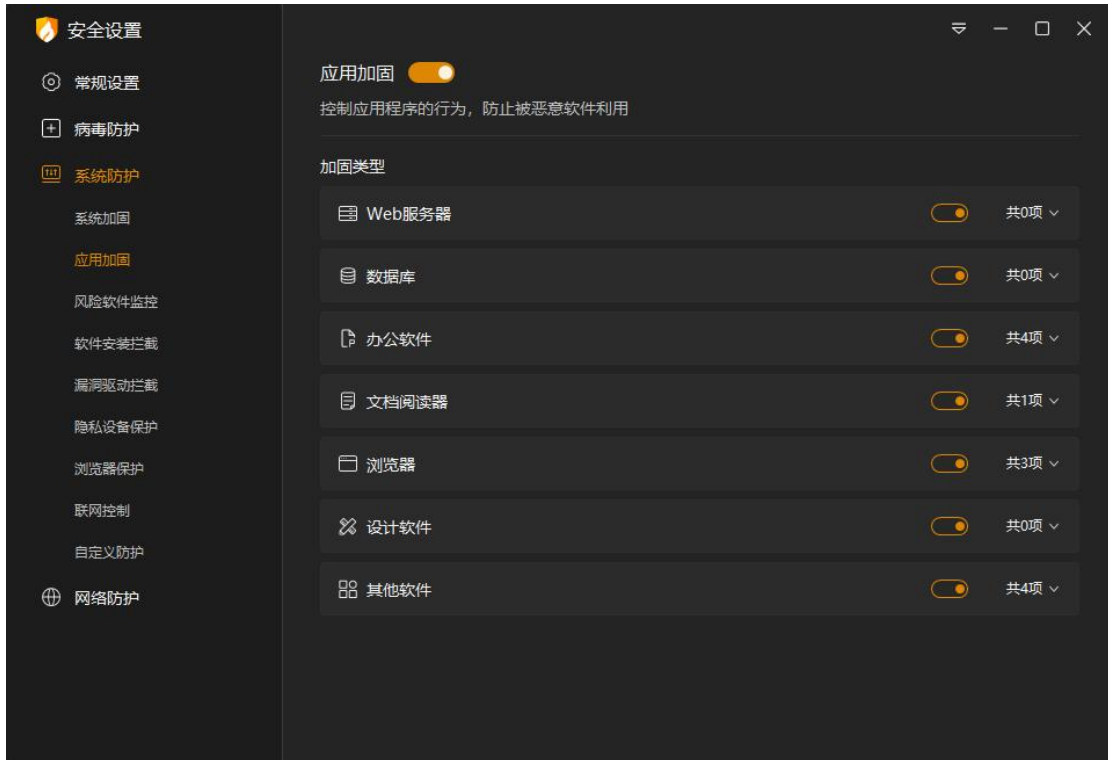 安全设置
常规设置
病毒防护
系统防护
系统加固
应用加固
风险软件监控
软件安装拦截
漏洞驱动拦截
隐私设备保护
浏览器保护
联网控制
自定义防护
网络防护
应用加固
控制应用程序的行为，防止被恶意软件利用
加固类型
Web服务器 共0项
数据库 共0项
办公软件 共4项
文档阅读器 共1项
浏览器 共3项
设计软件 共0项
其他软件 共4项